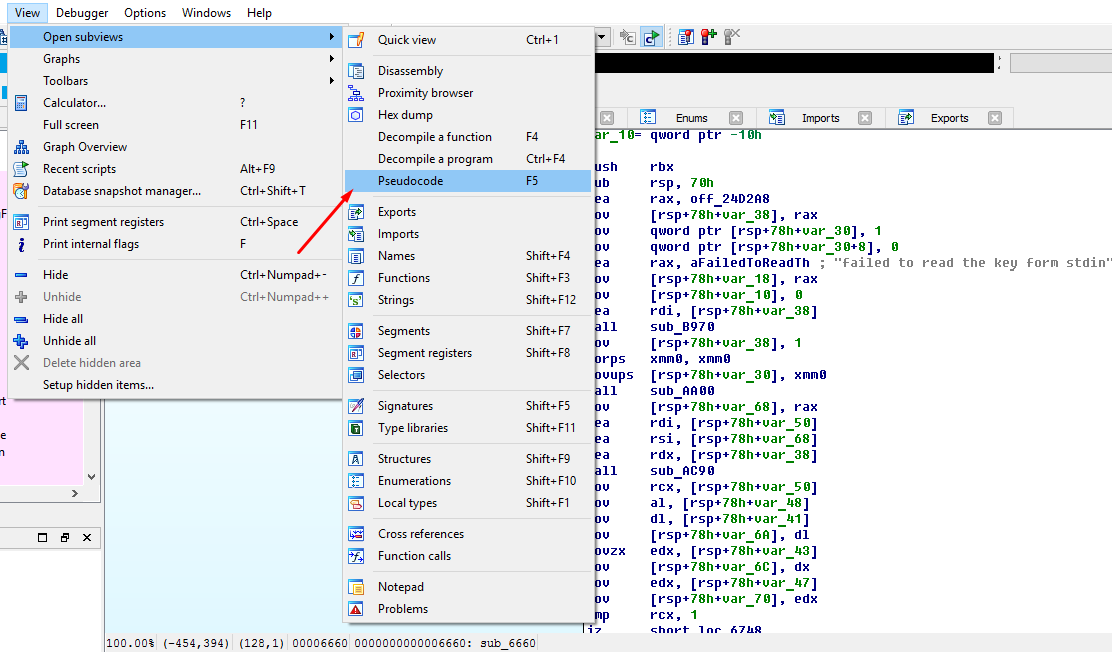 View Debugger Options Windows Help
Open subviews
Graphs
Toolbars
Calculator... ?
Full screen F11
Graph Overview
Recent scripts Alt+F9
Database snapshot manager... Ctrl+Shift+T
Print segment registers Ctrl+Space
Print internal flags F
Hide Ctrl+Numpad+-
Unhide Ctrl+Numpad++
Hide all
Unhide all
Delete hidden area
Setup hidden items...
Quick view Ctrl+1
Disassembly
Proximity browser
Hex dump
Decompile a function F4
Decompile a program Ctrl+F4
Pseudocode F5
Exports
Imports
Names Shift+F4
Functions Shift+F3
Strings Shift+F12
Segments Shift+F7
Segment registers Shift+F8
Selectors
Signatures Shift+F5
Type libraries Shift+F11
Structures Shift+F9
Enumerations Shift+F10
Local types Shift+F1
Cross references
Function calls
Notepad
Problems
Enums Imports Exports
ar_10= qword ptr -10h
ush rbx
ub rsp, 70h
ea rax, off_24D2A8
ov [rsp+78h+var_38], rax
ov qword ptr [rsp+78h+var_30], 1
ov qword ptr [rsp+78h+var_30+8], 0
ea rax, aFailedToReadTh ; "failed to read the key form stdin"
ov [rsp+78h+var_18], rax
ov [rsp+78h+var_10], 0
ea rdi, [rsp+78h+var_38]
all sub_B970
ov [rsp+78h+var_38], 1
orps xmm0, xmm0
ovups [rsp+78h+var_30], xmm0
all sub_AA00
ov [rsp+78h+var_68], rax
ea rdi, [rsp+78h+var_50]
ea rsi, [rsp+78h+var_68]
ea rdx, [rsp+78h+var_38]
all sub_AC90
ov rcx, [rsp+78h+var_50]
ov al, [rsp+78h+var_48]
ov dl, [rsp+78h+var_41]
ov [rsp+78h+var_6A], dl
ovzx edx, [rsp+78h+var_43]
ov [rsp+78h+var_6C], dx
ov edx, [rsp+78h+var_47]
ov [rsp+78h+var_70], edx
mp rcx, 1
jz short loc_6748
100.00% (-454,394) (128,1) 00006660 0000000000006660: sub_6660